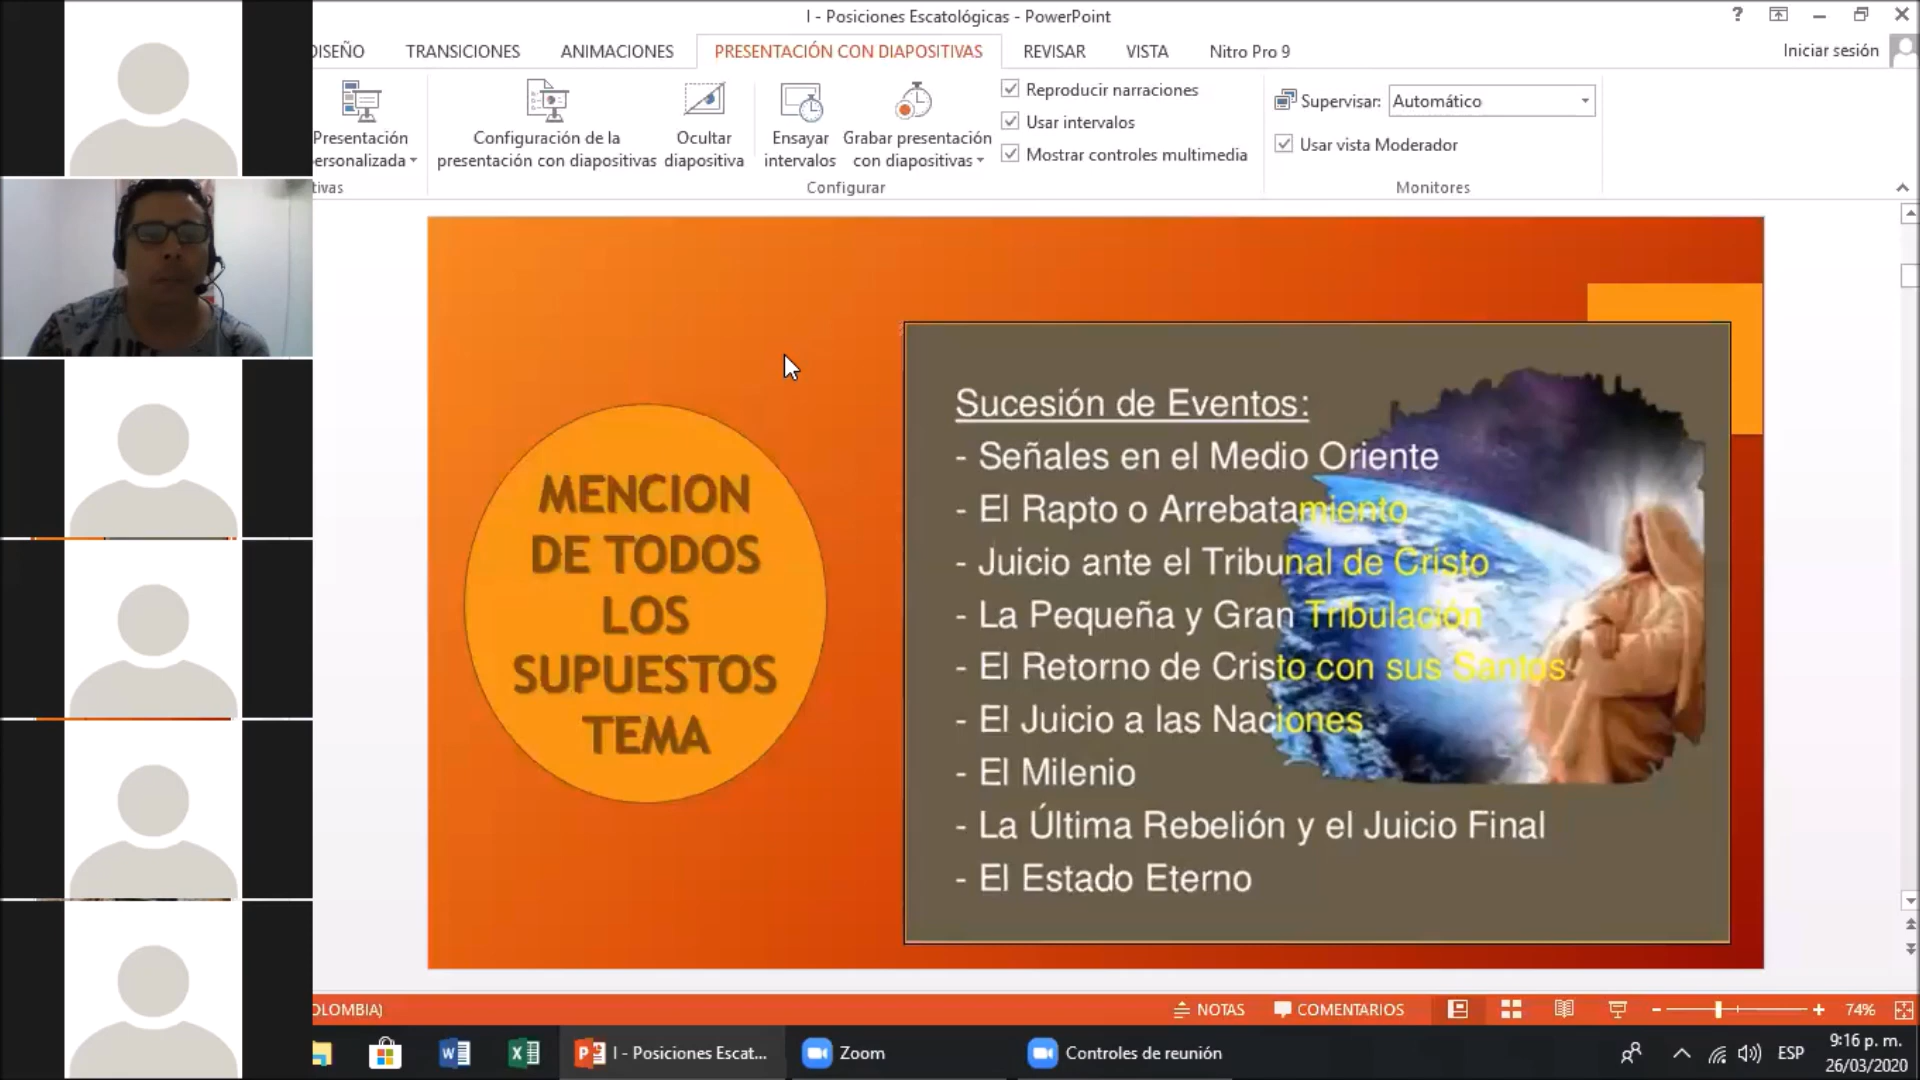 I - Posiciones Escatológicas - PowerPoint
?
DISEÑO TRANSICIONES ANIMACIONES PRESENTACIÓN CON DIAPOSITIVAS REVISAR VISTA Nitro Pro 9 Iniciar sesión
Presentación
ersonalizada
Configuración de la
presentación con diapositivas
Ocultar
diapositiva
Ensayar
intervalos
Grabar presentación
con diapositivas
Reproducir narraciones
Usar intervalos
Mostrar controles multimedia
Supervisar: Automático
Usar vista Moderador
tivas Configurar Monitores
MENCION
DE TODOS
LOS
SUPUESTOS
TEMA
Sucesión de Eventos:
- Señales en el Medio Oriente
- El Rapto o Arrebatamiento
- Juicio ante el Tribunal de Cristo
- La Pequeña y Gran Tribulación
- El Retorno de Cristo con sus Santos
- El Juicio a las Naciones
- El Milenio
- La Última Rebelión y el Juicio Final
- El Estado Eterno
OLOMBIA) NOTAS COMENTARIOS 74%
I - Posiciones Escat... Zoom Controles de reunión ESP
9:16 p. m.
26/03/2020